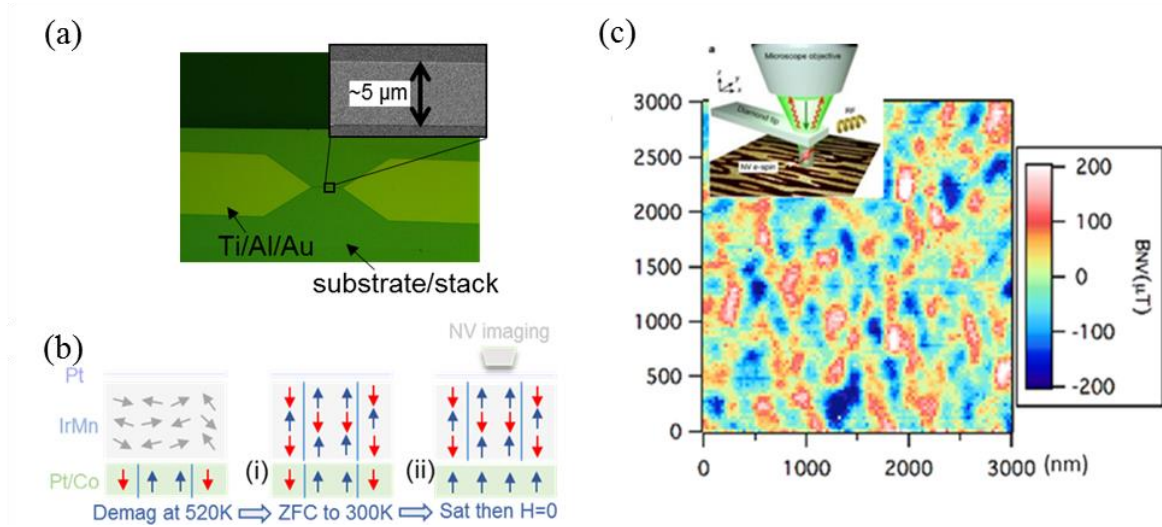 (a)
~5 µm
Ti/Al/Au
substrate/stack
(b)
NV imaging
Pt
IrMn
Pt/Co
(i)
(ii)
Demag at 520K
ZFC to 300K
Sat then H=0
(c)
a
Microscope objective
z
y
x
Diamond tip
RF
NV e-spin
3000
2500
2000
1500
1000
500
0
0
1000
2000
3000 (nm)
200
100
0
-100
-200
BNV(µT)